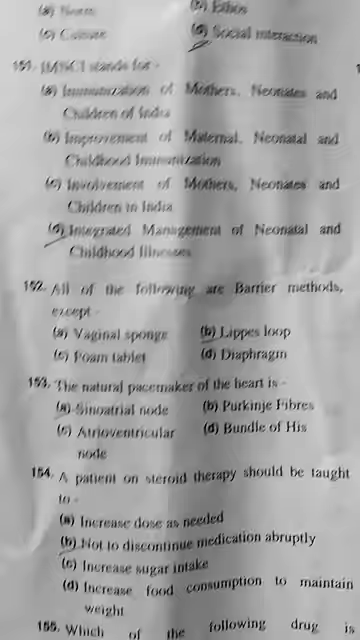 (a) Norm
(b) Ethos
(c) Culture
(d) Social interaction
151. IMNCI stands for -
(a) Immunization of Mothers, Neonates and
Children of India
(b) Improvement of Maternal, Neonatal and
Childhood Immunization
(c) Involvement of Mothers, Neonates and
Children in India
(d) Integrated Management of Neonatal and
Childhood Illnesses
152. All of the following are Barrier methods,
except -
(a) Vaginal sponge
(b) Lippes loop
(c) Foam tablet
(d) Diaphragm
153. The natural pacemaker of the heart is -
(a) Sinoatrial node
(b) Purkinje Fibres
(c) Atrioventricular
node
(d) Bundle of His
154. A patient on steroid therapy should be taught
to -
(a) Increase dose as needed
(b) Not to discontinue medication abruptly
(c) Increase sugar intake
(d) Increase food consumption to maintain
weight
155. Which of the following drug is